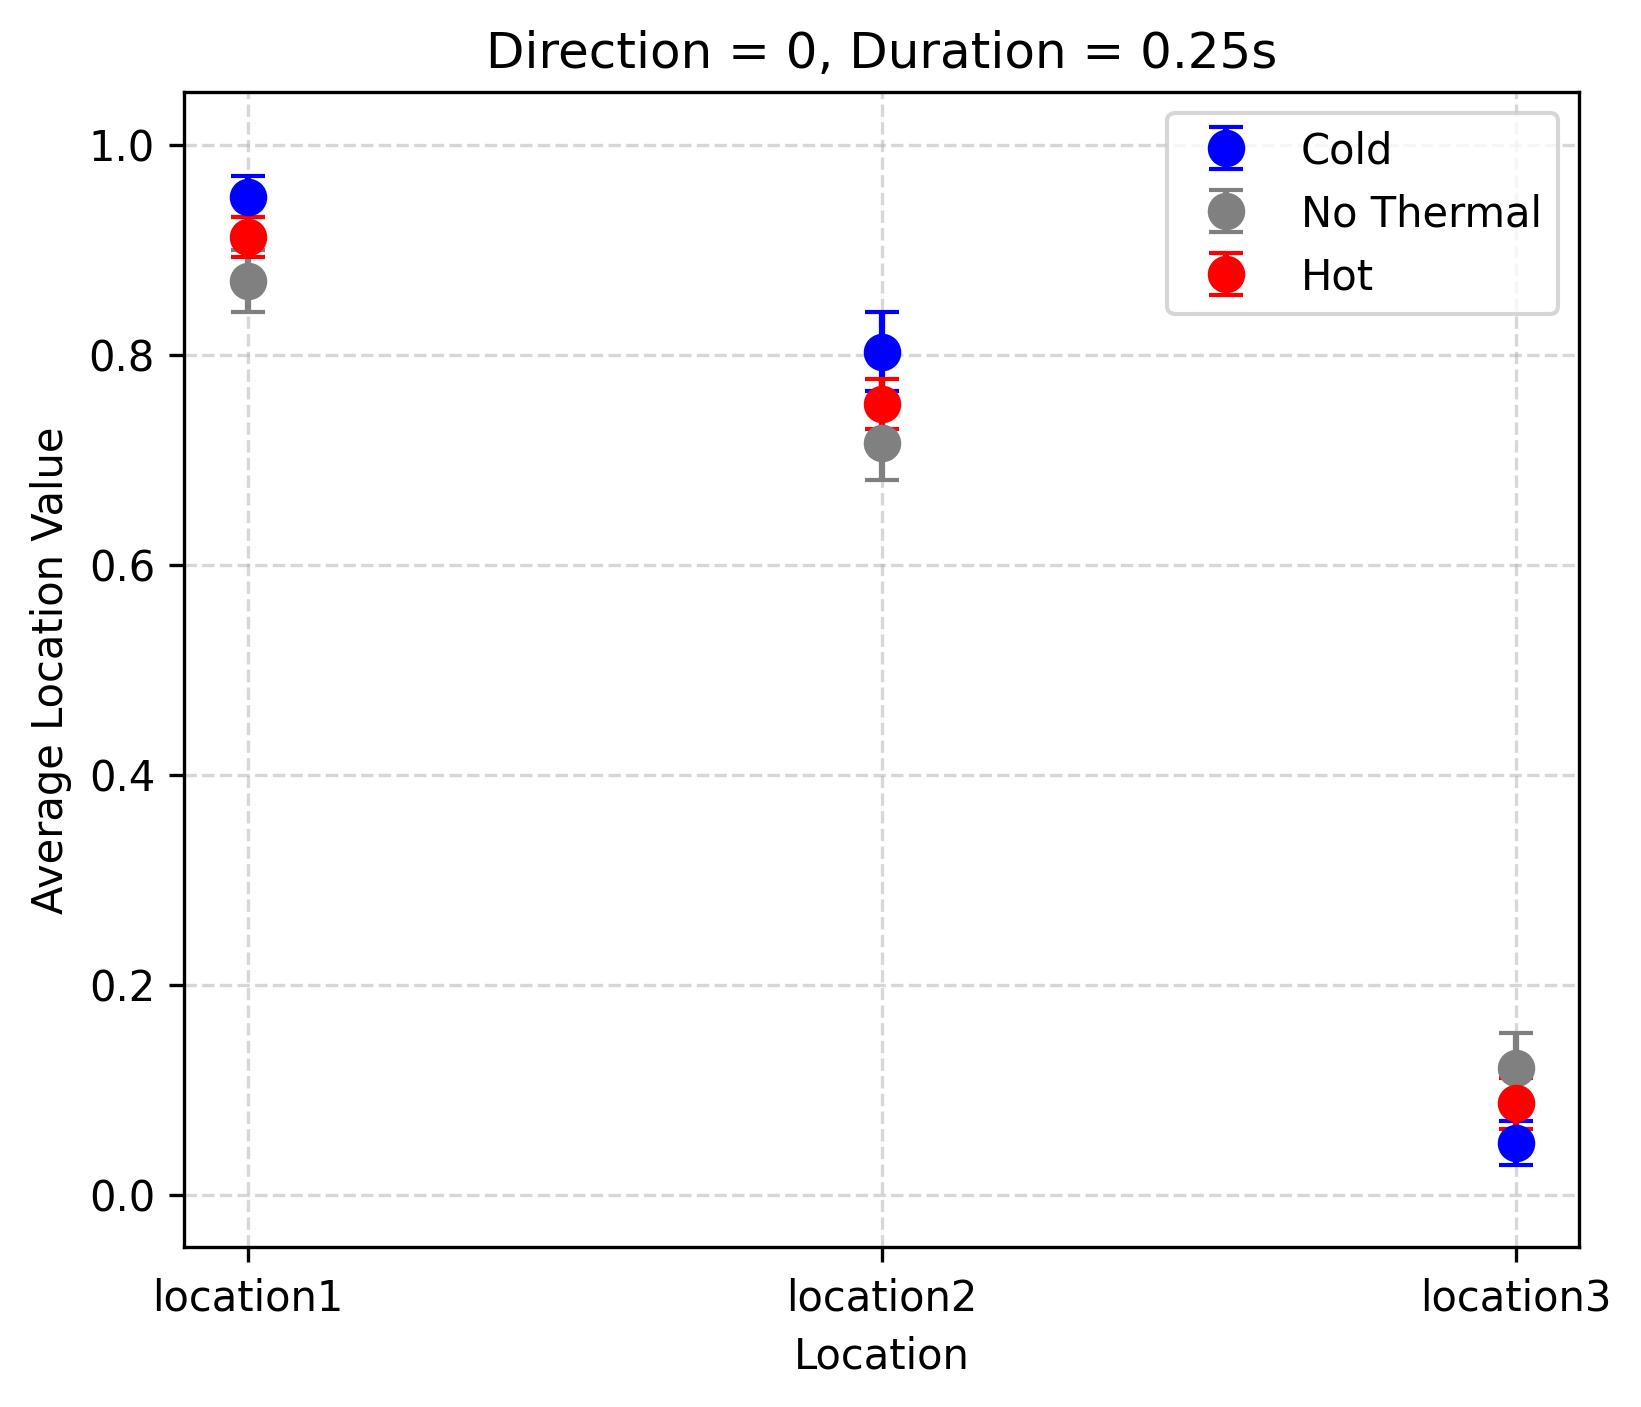 Direction = 0, Duration = 0.25s
Cold
No Thermal
Hot
1.0
0.8
0.6
0.4
0.2
0.0
Average Location Value
location1 location2 location3
Location